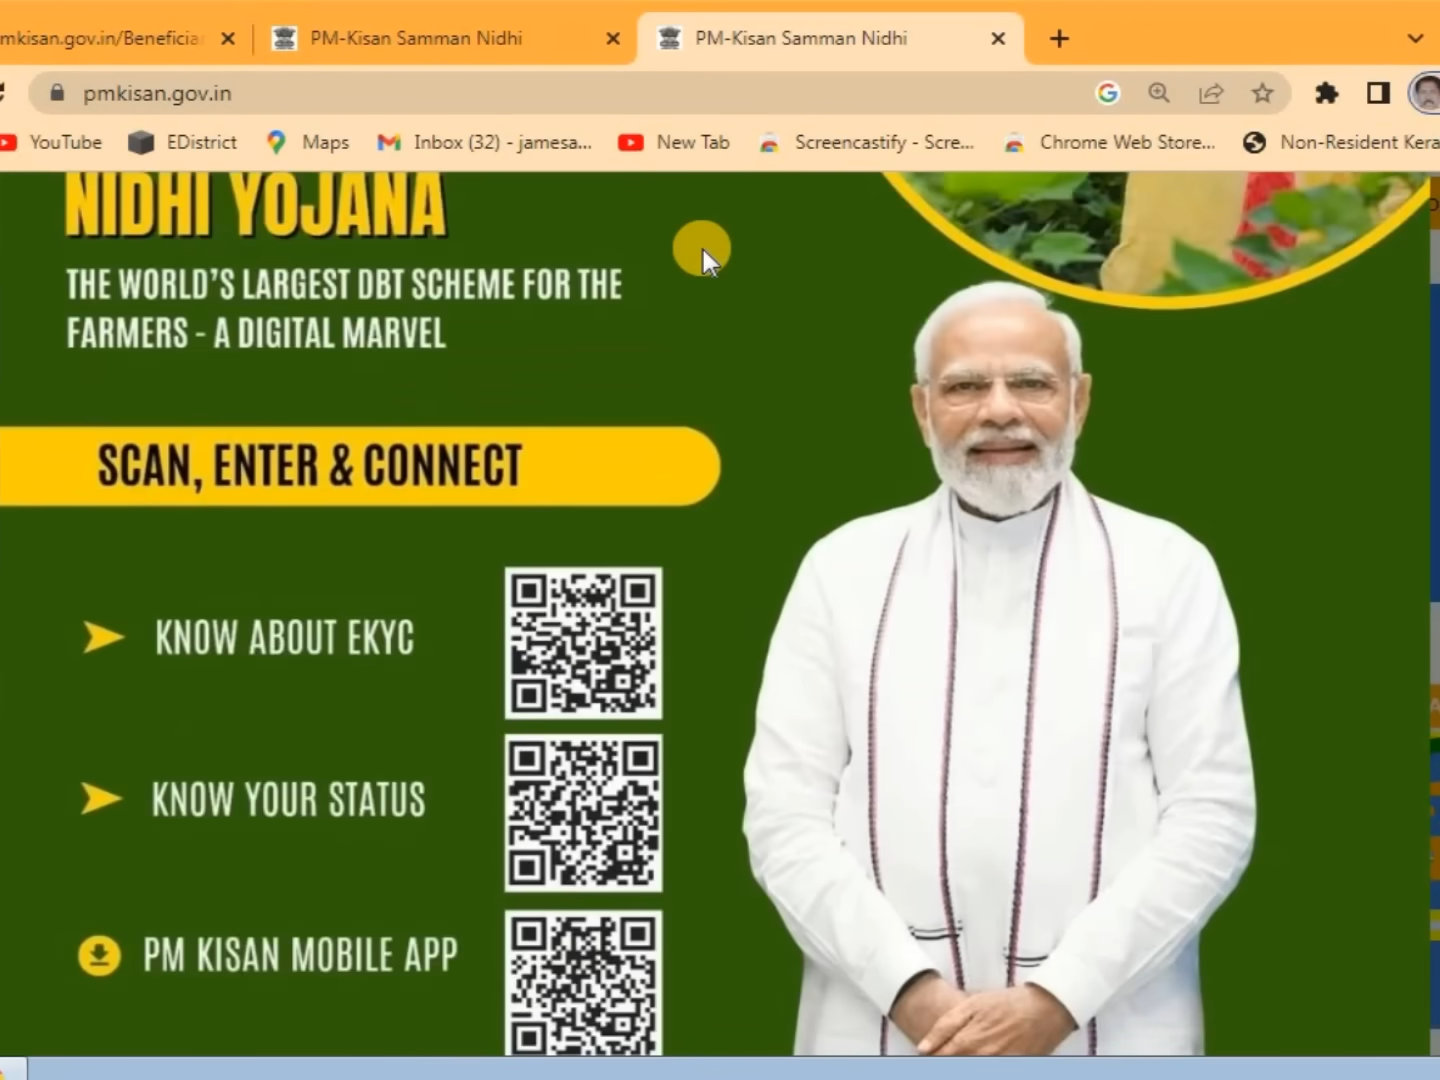 mkisan.gov.in/Beneficia
PM-Kisan Samman Nidhi
PM-Kisan Samman Nidhi
pmkisan.gov.in
YouTube
EDistrict
Maps
Inbox (32) - jamesa...
New Tab
Screencastify - Scre...
Chrome Web Store...
Non-Resident Kera
NIDHI YOJANA
THE WORLD'S LARGEST DBT SCHEME FOR THE
FARMERS - A DIGITAL MARVEL
SCAN, ENTER & CONNECT
KNOW ABOUT EKYC
KNOW YOUR STATUS
PM KISAN MOBILE APP